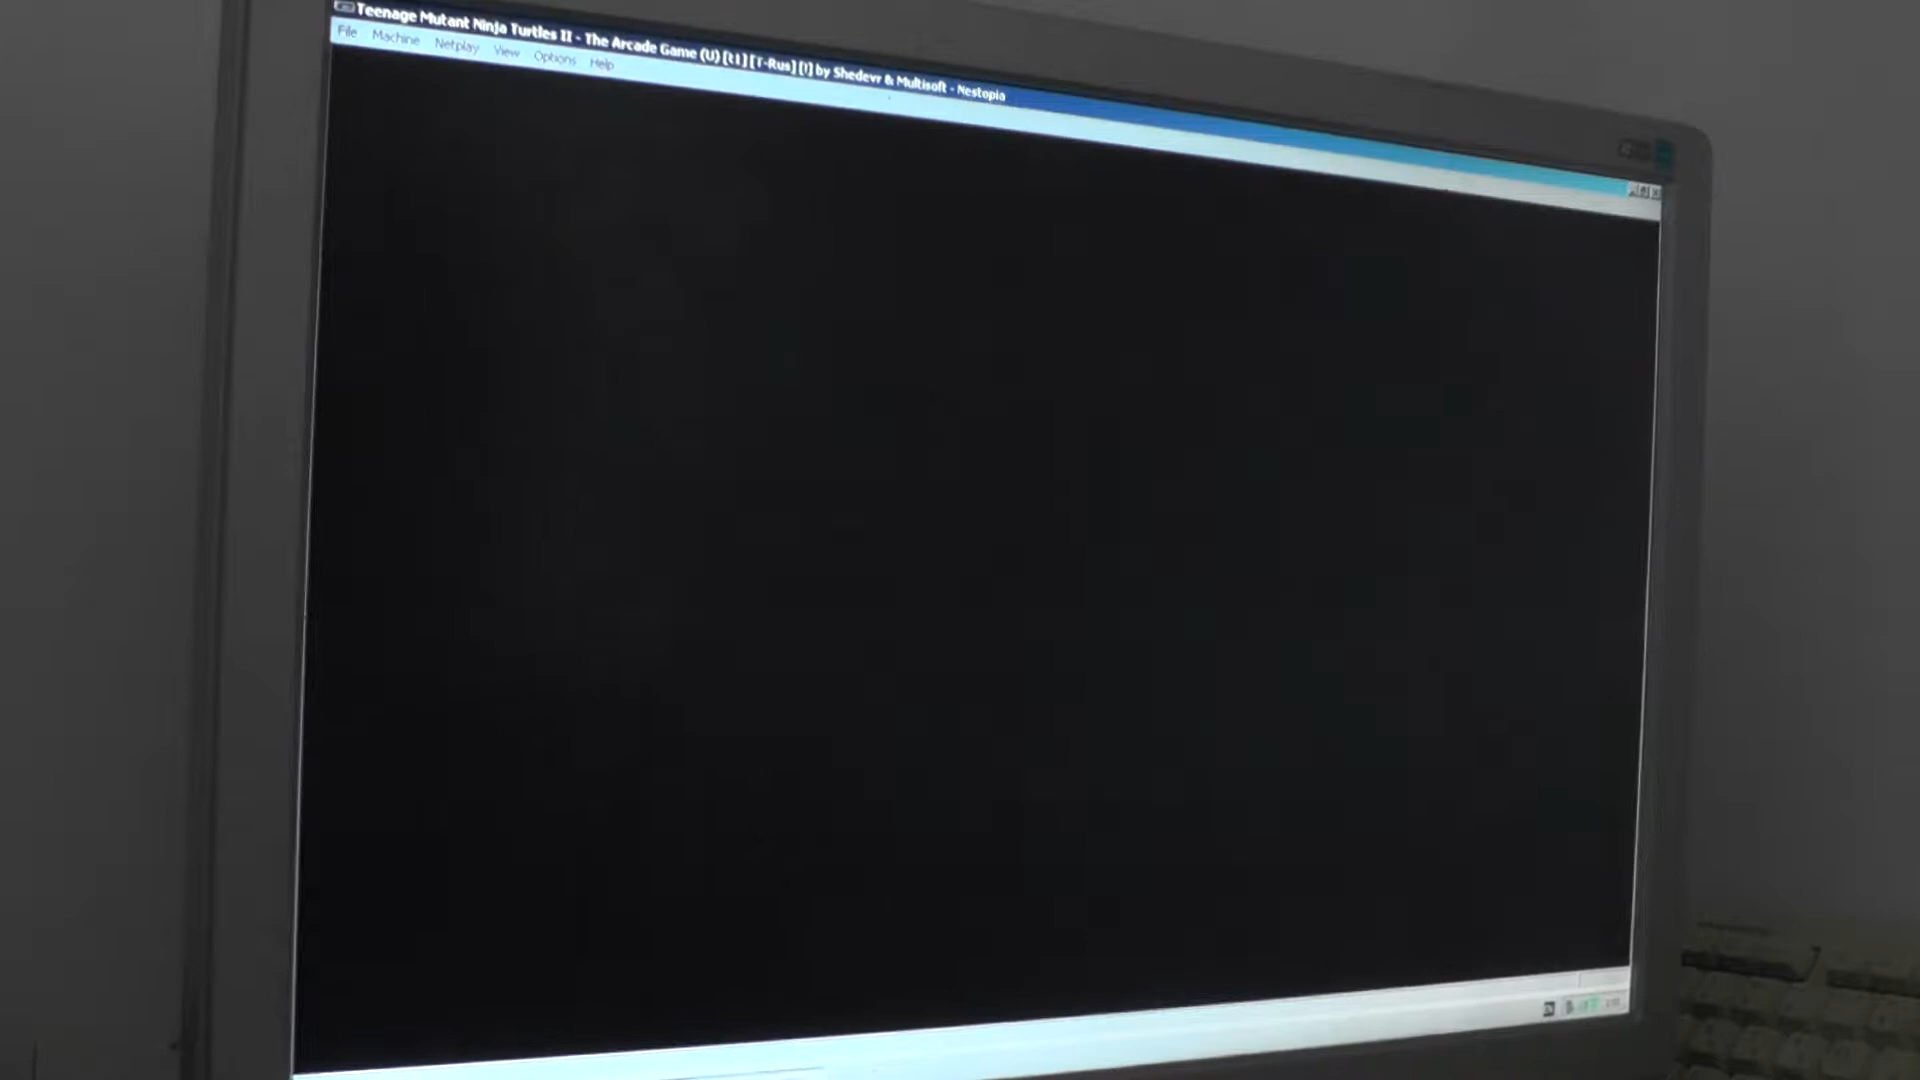 Teenage Mutant Ninja Turtles II - The Arcade Game (U) [t1] [T-Rus] [!] by Shedevr & Multisoft - Nestopia
File Machine Netplay View Options Help